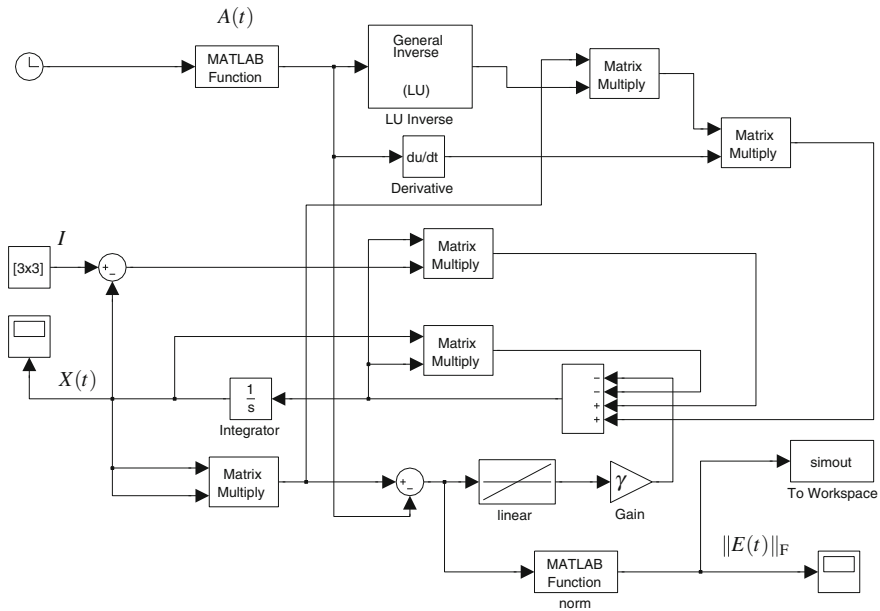 A(t)
MATLAB
Function
General
Inverse
(LU)
LU Inverse
Matrix
Multiply
Matrix
Multiply
du/dt
Derivative
I
[3x3]
+
−
Matrix
Multiply
Matrix
Multiply
X(t)
1
s
Integrator
−
−
+
+
Matrix
Multiply
+
−
linear
γ
Gain
simout
To Workspace
MATLAB
Function
norm
||E(t)||F